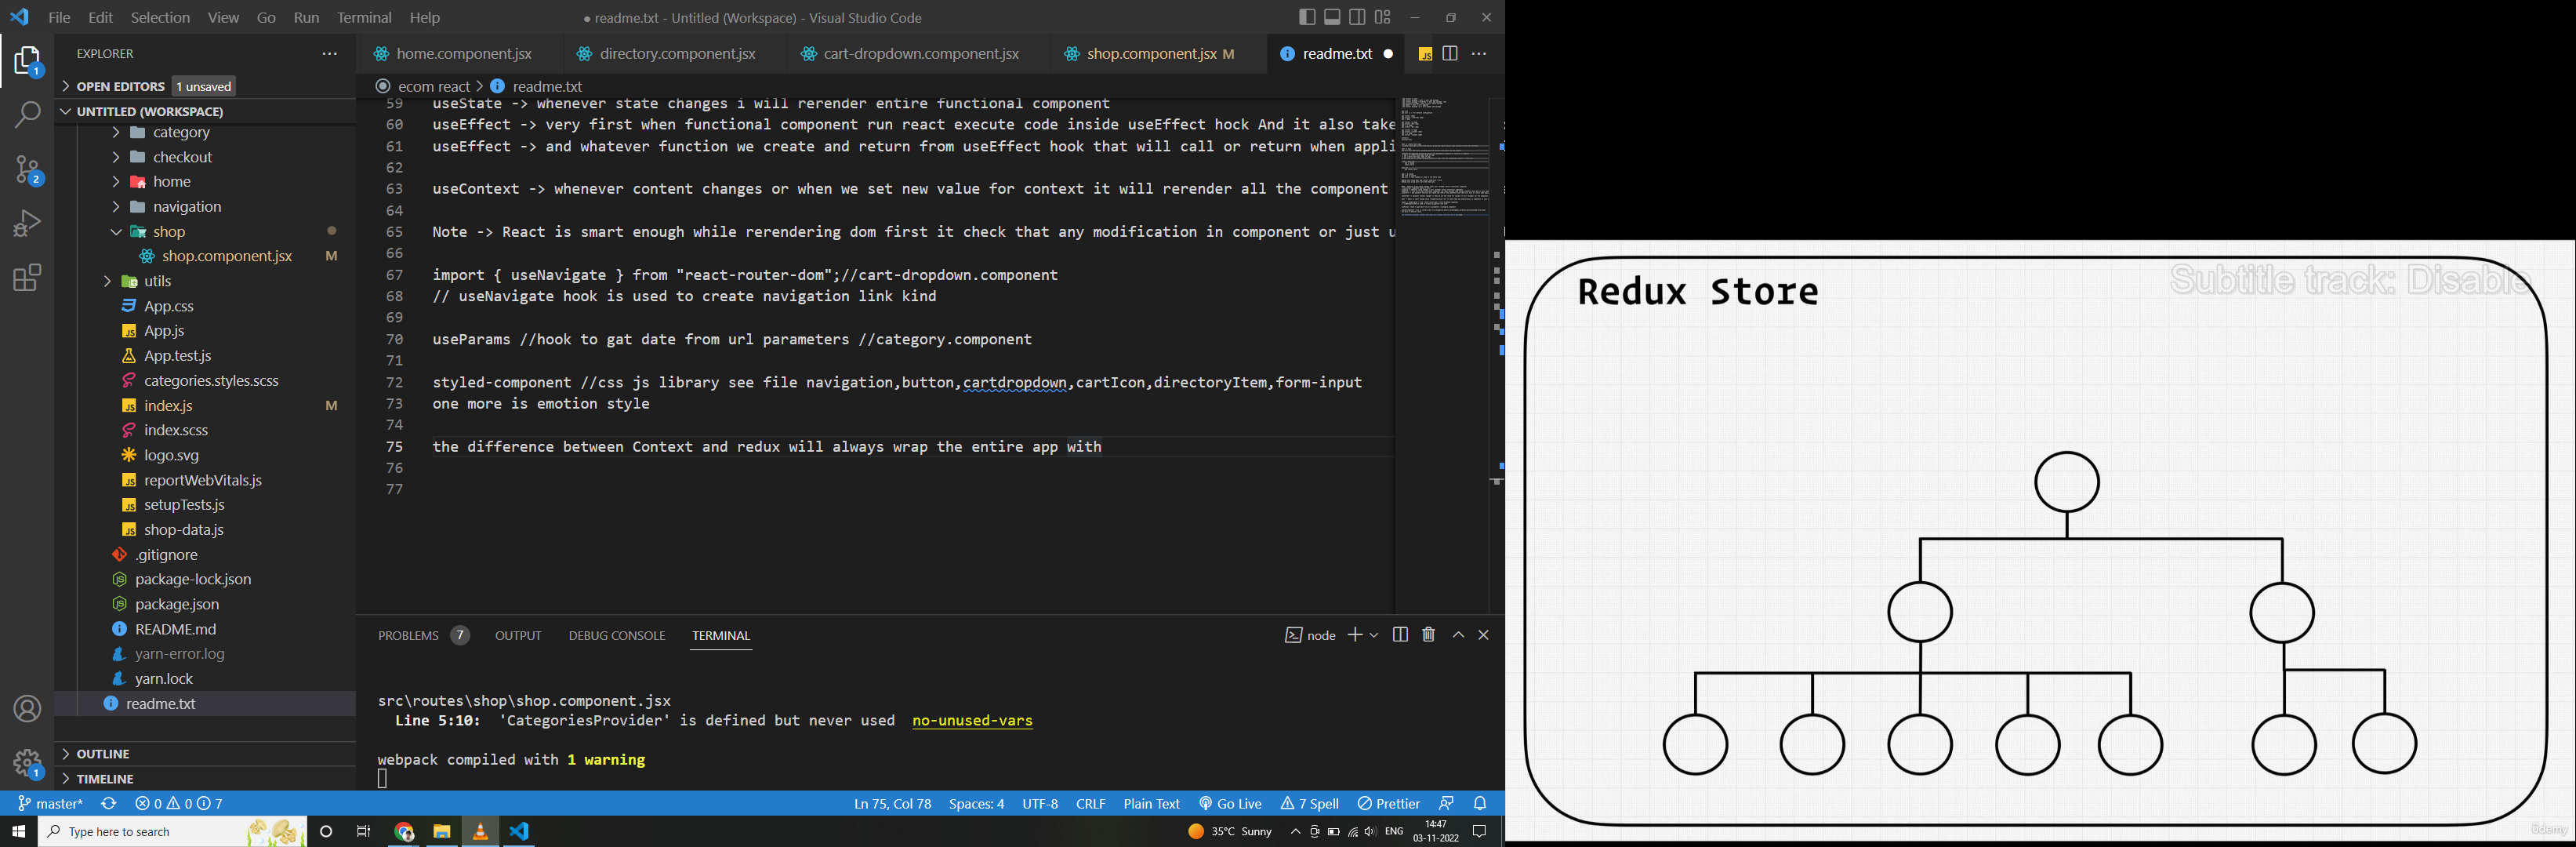 File Edit Selection View Go Run Terminal Help
● readme.txt - Untitled (Workspace) - Visual Studio Code
EXPLORER
OPEN EDITORS 1 unsaved
UNTITLED (WORKSPACE)
category
checkout
home
navigation
shop
shop.component.jsx M
utils
App.css
App.js
App.test.js
categories.styles.scss
index.js M
index.scss
logo.svg
reportWebVitals.js
setupTests.js
shop-data.js
.gitignore
package-lock.json
package.json
README.md
yarn-error.log
yarn.lock
readme.txt
OUTLINE
TIMELINE
home.component.jsx directory.component.jsx cart-dropdown.component.jsx shop.component.jsx M readme.txt
ecom react > readme.txt
59 useState -> whenever state changes i will rerender entire functional component
60 useEffect -> very first when functional component run react execute code inside useEffect hock And it also take
61 useEffect -> and whatever function we create and return from useEffect hook that will call or return when appli
62
63 useContext -> whenever content changes or when we set new value for context it will rerender all the component
64
65 Note -> React is smart enough while rerendering dom first it check that any modification in component or just u
66
67 import { useNavigate } from "react-router-dom";//cart-dropdown.component
68 // useNavigate hook is used to create navigation link kind
69
70 useParams //hook to gat date from url parameters //category.component
71
72 styled-component //css js library see file navigation,button,cartdropdown,cartIcon,directoryItem,form-input
73 one more is emotion style
74
75 the difference between Context and redux will always wrap the entire app with
76
77
PROBLEMS 7 OUTPUT DEBUG CONSOLE TERMINAL
node
src\routes\shop\shop.component.jsx
Line 5:10: 'CategoriesProvider' is defined but never used no-unused-vars
webpack compiled with 1 warning
master* 0 0 7
Ln 75, Col 78 Spaces: 4 UTF-8 CRLF Plain Text Go Live 7 Spell Prettier
Type here to search
35°C Sunny
ENG
14:47
03-11-2022
1
2
1
Redux Store
Subtitle track: Disable
ûdemy